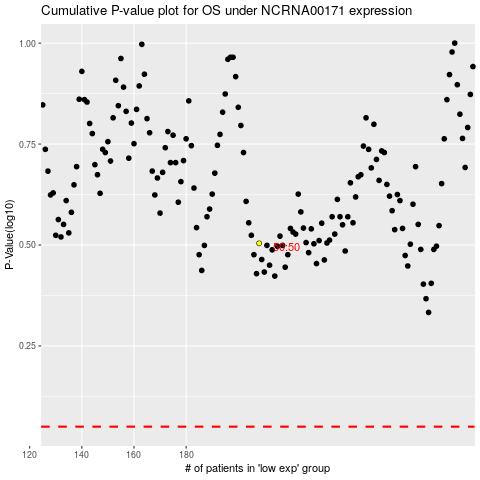 Cumulative P-value plot for OS under NCRNA00171 expression
P-Value(log10)
1.00
0.75
0.50
0.25
50:50
120 140 160 180
# of patients in 'low exp' group